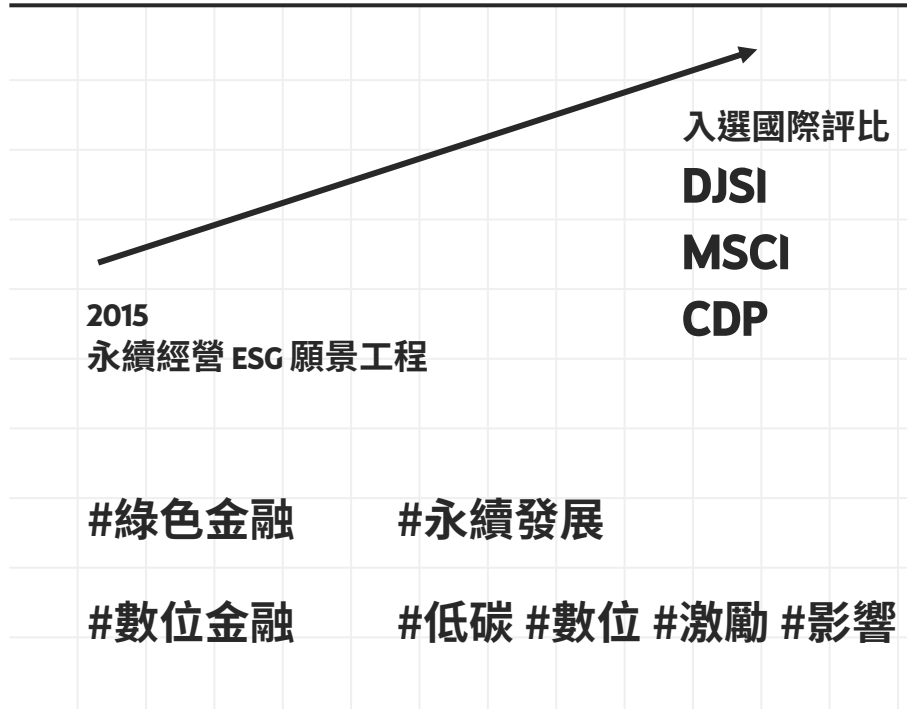 入選國際評比
DJSI
MSCI
CDP
2015
永續經營 ESG 願景工程
#綠色金融 #永續發展
#數位金融 #低碳 #數位 #激勵 #影響